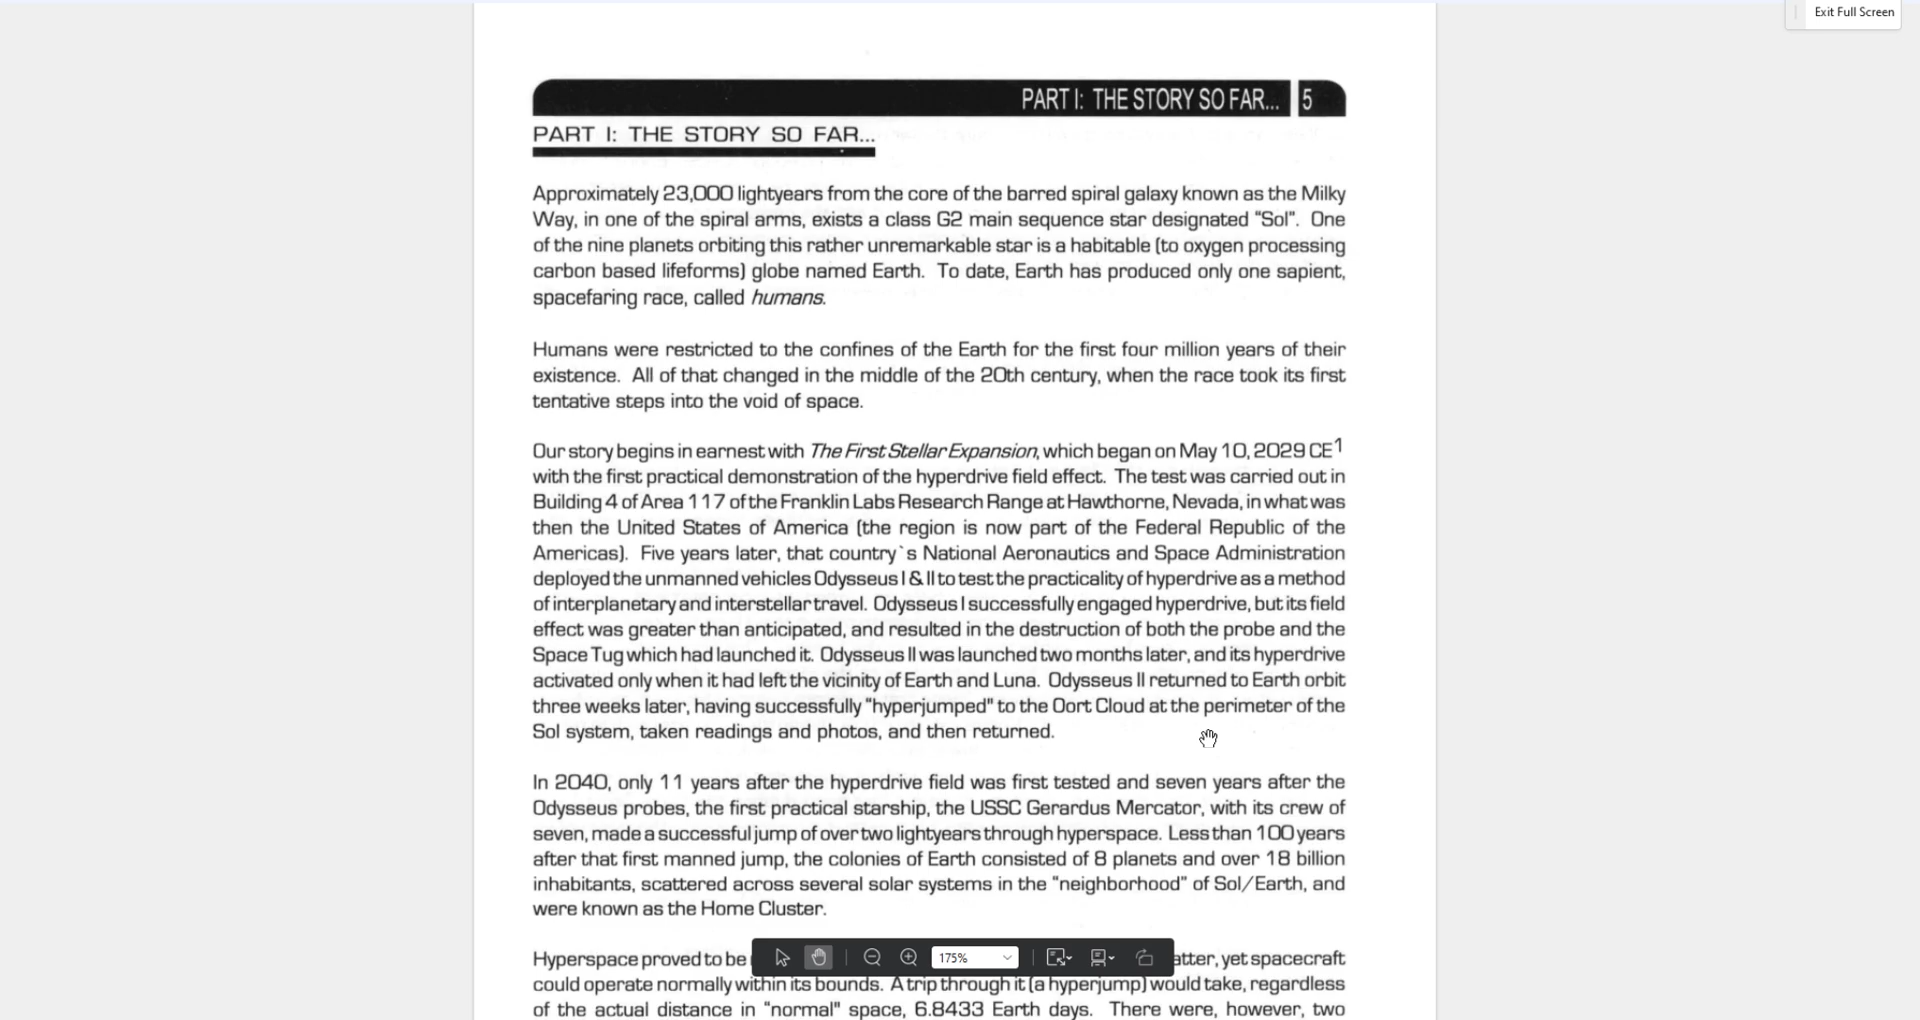 Exit Full Screen
PART I: THE STORY SO FAR... 5
PART I: THE STORY SO FAR...
Approximately 23,000 lightyears from the core of the barred spiral galaxy known as the Milky
Way, in one of the spiral arms, exists a class G2 main sequence star designated "Sol". One
of the nine planets orbiting this rather unremarkable star is a habitable (to oxygen processing
carbon based lifeforms) globe named Earth. To date, Earth has produced only one sapient,
spacefaring race, called humans.
Humans were restricted to the confines of the Earth for the first four million years of their
existence. All of that changed in the middle of the 20th century, when the race took its first
tentative steps into the void of space.
Our story begins in earnest with The First Stellar Expansion, which began on May 10, 2029 CE1
with the first practical demonstration of the hyperdrive field effect. The test was carried out in
Building 4 of Area 117 of the Franklin Labs Research Range at Hawthorne, Nevada, in what was
then the United States of America (the region is now part of the Federal Republic of the
Americas). Five years later, that country`s National Aeronautics and Space Administration
deployed the unmanned vehicles Odysseus I & II to test the practicality of hyperdrive as a method
of interplanetary and interstellar travel. Odysseus I successfully engaged hyperdrive, but its field
effect was greater than anticipated, and resulted in the destruction of both the probe and the
Space Tug which had launched it. Odysseus II was launched two months later, and its hyperdrive
activated only when it had left the vicinity of Earth and Luna. Odysseus II returned to Earth orbit
three weeks later, having successfully "hyperjumped" to the Oort Cloud at the perimeter of the
Sol system, taken readings and photos, and then returned.
In 2040, only 11 years after the hyperdrive field was first tested and seven years after the
Odysseus probes, the first practical starship, the USSC Gerardus Mercator, with its crew of
seven, made a successful jump of over two lightyears through hyperspace. Less than 100 years
after that first manned jump, the colonies of Earth consisted of 8 planets and over 18 billion
inhabitants, scattered across several solar systems in the "neighborhood" of Sol/Earth, and
were known as the Home Cluster.
Hyperspace proved to be atter, yet spacecraft
175%
could operate normally within its bounds. A trip through it (a hyperjump) would take, regardless
of the actual distance in "normal" space, 6.8433 Earth days. There were, however, two